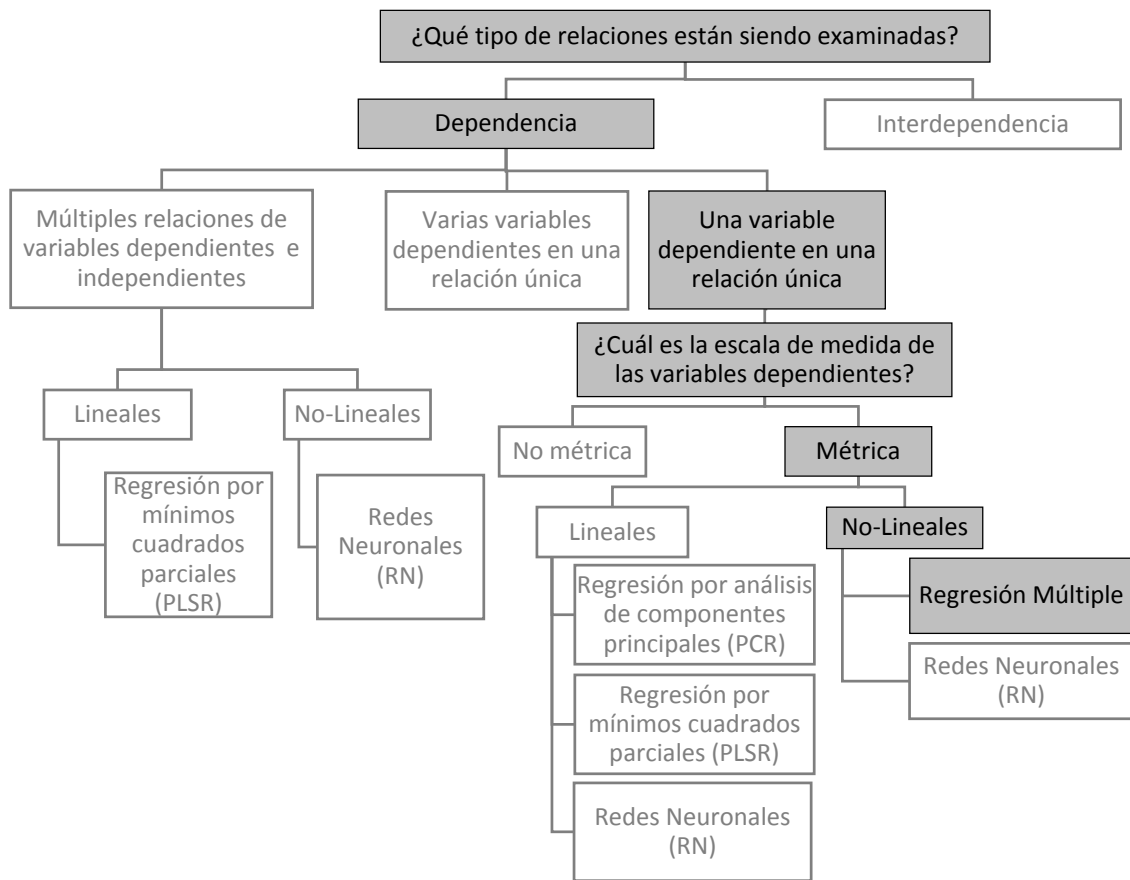 ¿Qué tipo de relaciones están siendo examinadas?
Dependencia
Interdependencia
Múltiples relaciones de
variables dependientes e
independientes
Varias variables
dependientes en una
relación única
Una variable
dependiente en una
relación única
¿Cuál es la escala de medida de
las variables dependientes?
Lineales
No-Lineales
No métrica
Métrica
Regresión por
mínimos
cuadrados
parciales
(PLSR)
Redes
Neuronales
(RN)
Lineales
No-Lineales
Regresión por análisis
de componentes
principales (PCR)
Regresión Múltiple
Regresión por
mínimos cuadrados
parciales (PLSR)
Redes Neuronales
(RN)
Redes Neuronales
(RN)